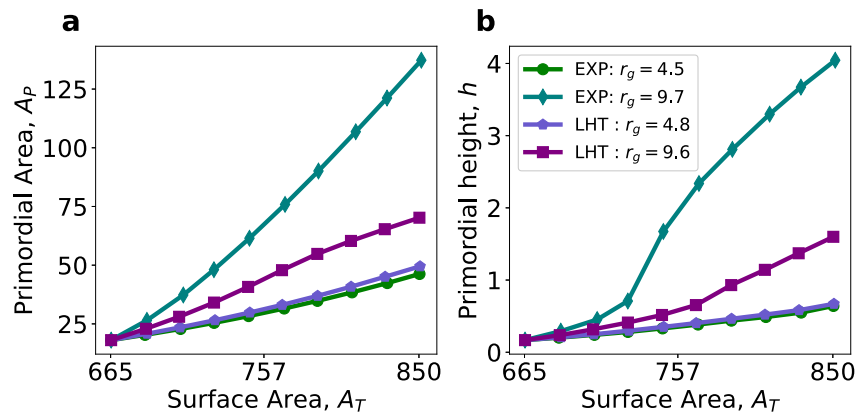 a
Primordial Area, A_P
125
100
75
50
25
665
757
850
Surface Area, A_T
b
Primordial height, h
4
3
2
1
0
EXP: r_g = 4.5
EXP: r_g = 9.7
LHT : r_g = 4.8
LHT : r_g = 9.6
665
757
850
Surface Area, A_T